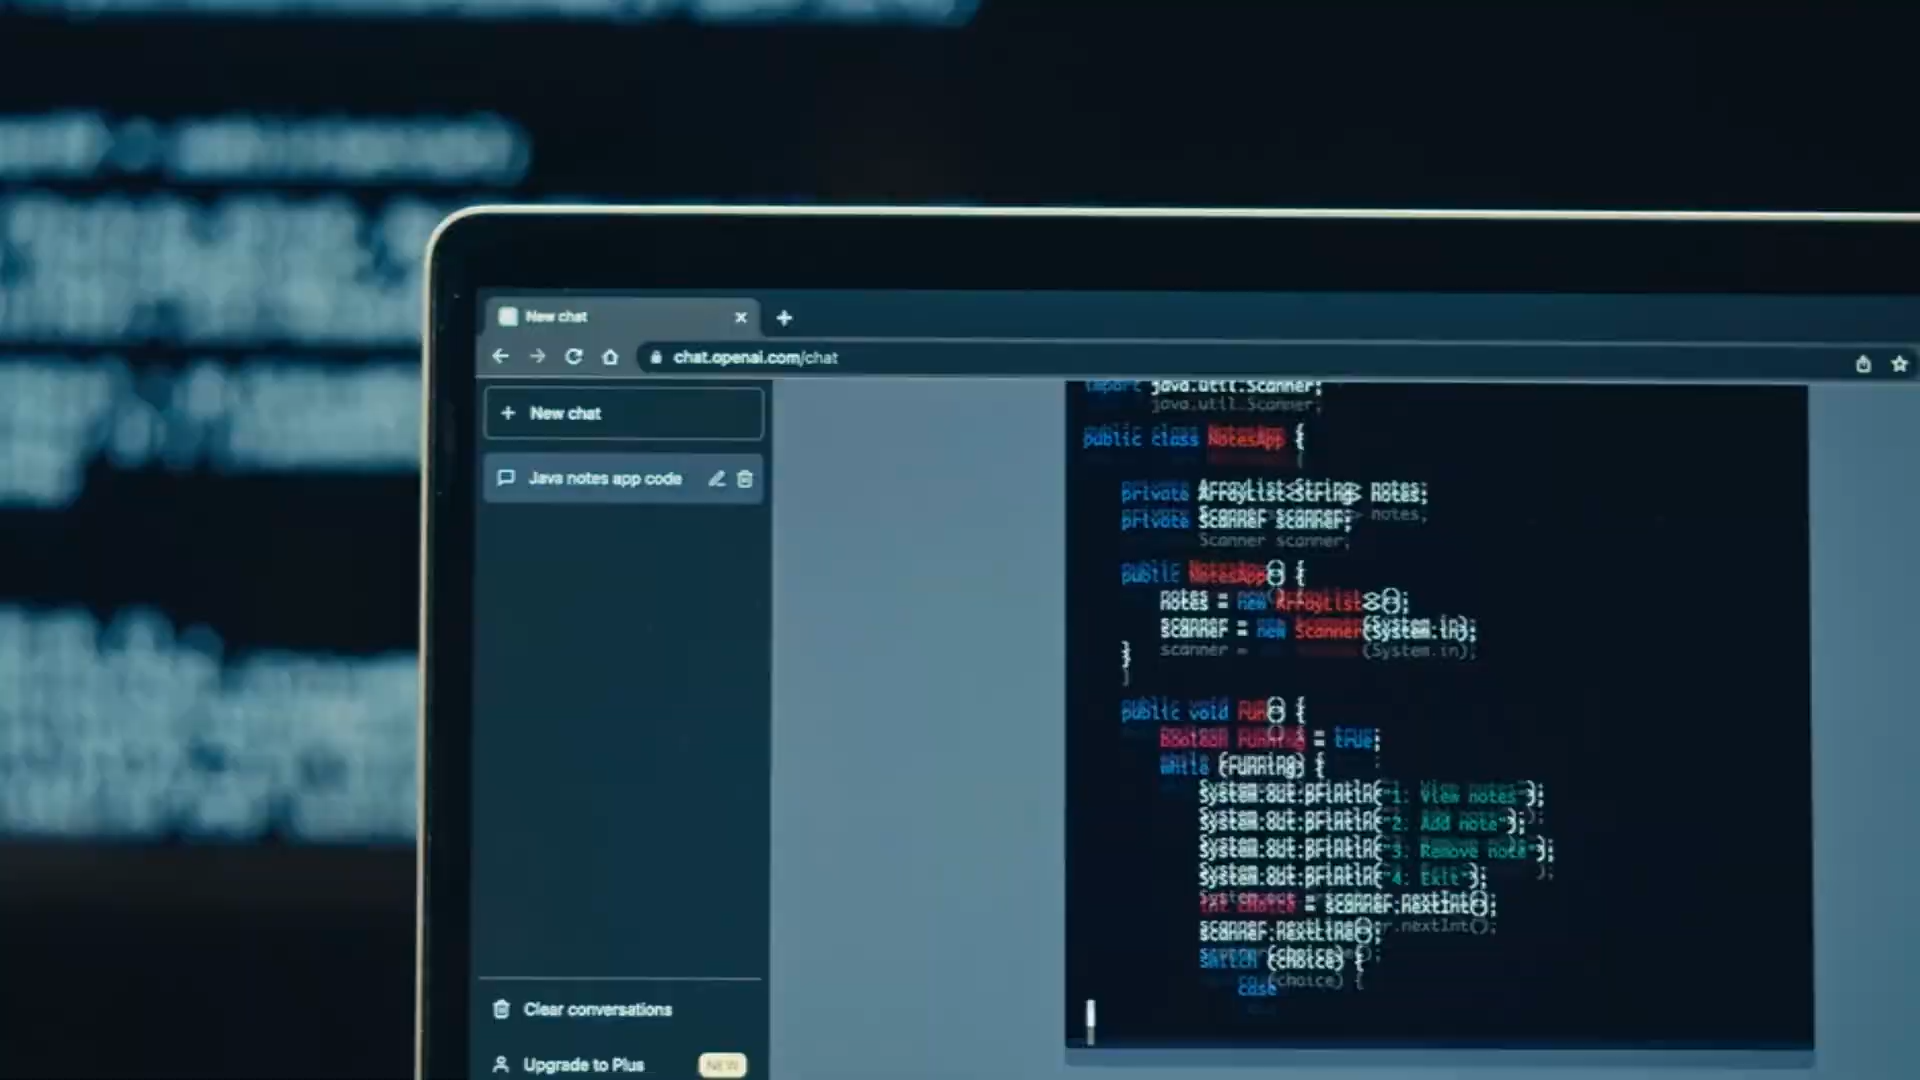 New chat
chat.openai.com/chat
New chat
Java notes app code
Clear conversations
Upgrade to Plus NEW
import java.util.Scanner;
public class NotesApp {
private ArrayList<String> notes;
private Scanner scanner;
public NotesApp() {
notes = new ArrayList<>();
scanner = new Scanner(System.in);
}
public void run() {
boolean running = true;
while (running) {
System.out.println("1. View notes");
System.out.println("2. Add note");
System.out.println("3. Remove note");
System.out.println("4. Exit");
int choice = scanner.nextInt();
scanner.nextLine();
switch (choice) {
case